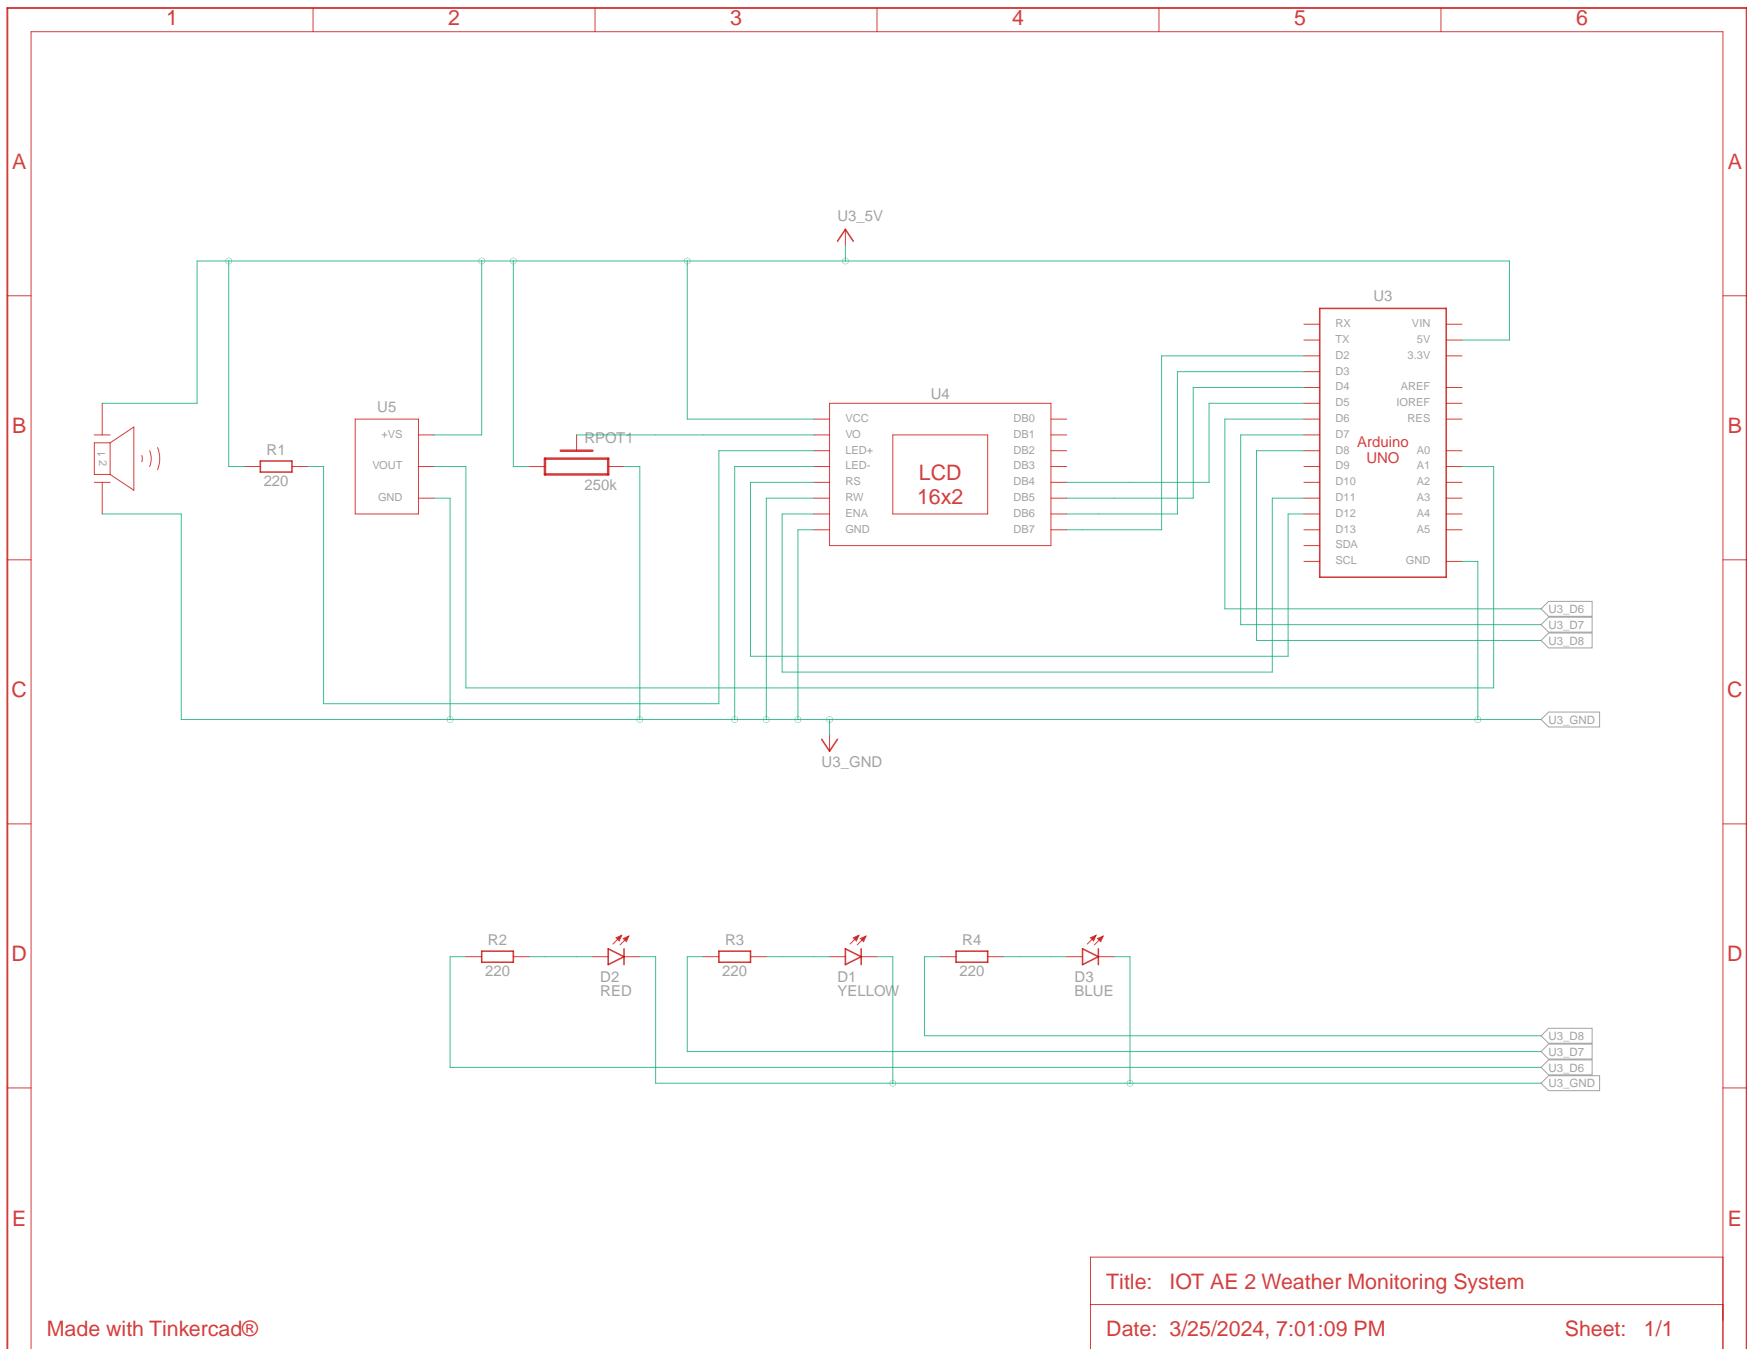 1 2 3 4 5 6
A A
U3_5V
U3
RX VIN
TX 5V
D2 3.3V
D3
D4 AREF
D5 IOREF
D6 RES
D7
Arduino
UNO
D8 A0
D9 A1
D10 A2
D11 A3
D12 A4
D13 A5
SDA
SCL GND
B B
U4
VCC DB0
VO DB1
LED+ DB2
LED- DB3
RS DB4
RW DB5
ENA DB6
GND DB7
LCD
16x2
U5
+VS
VOUT
GND
R1
220
RPOT1
250k
1 2
U3_D6
U3_D7
U3_D8
C C
U3_GND
U3_GND
D D
R2
220
D2
RED
R3
220
D1
YELLOW
R4
220
D3
BLUE
U3_D8
U3_D7
U3_D6
U3_GND
E E
Title: IOT AE 2 Weather Monitoring System
Made with Tinkercad®
Date: 3/25/2024, 7:01:09 PM Sheet: 1/1